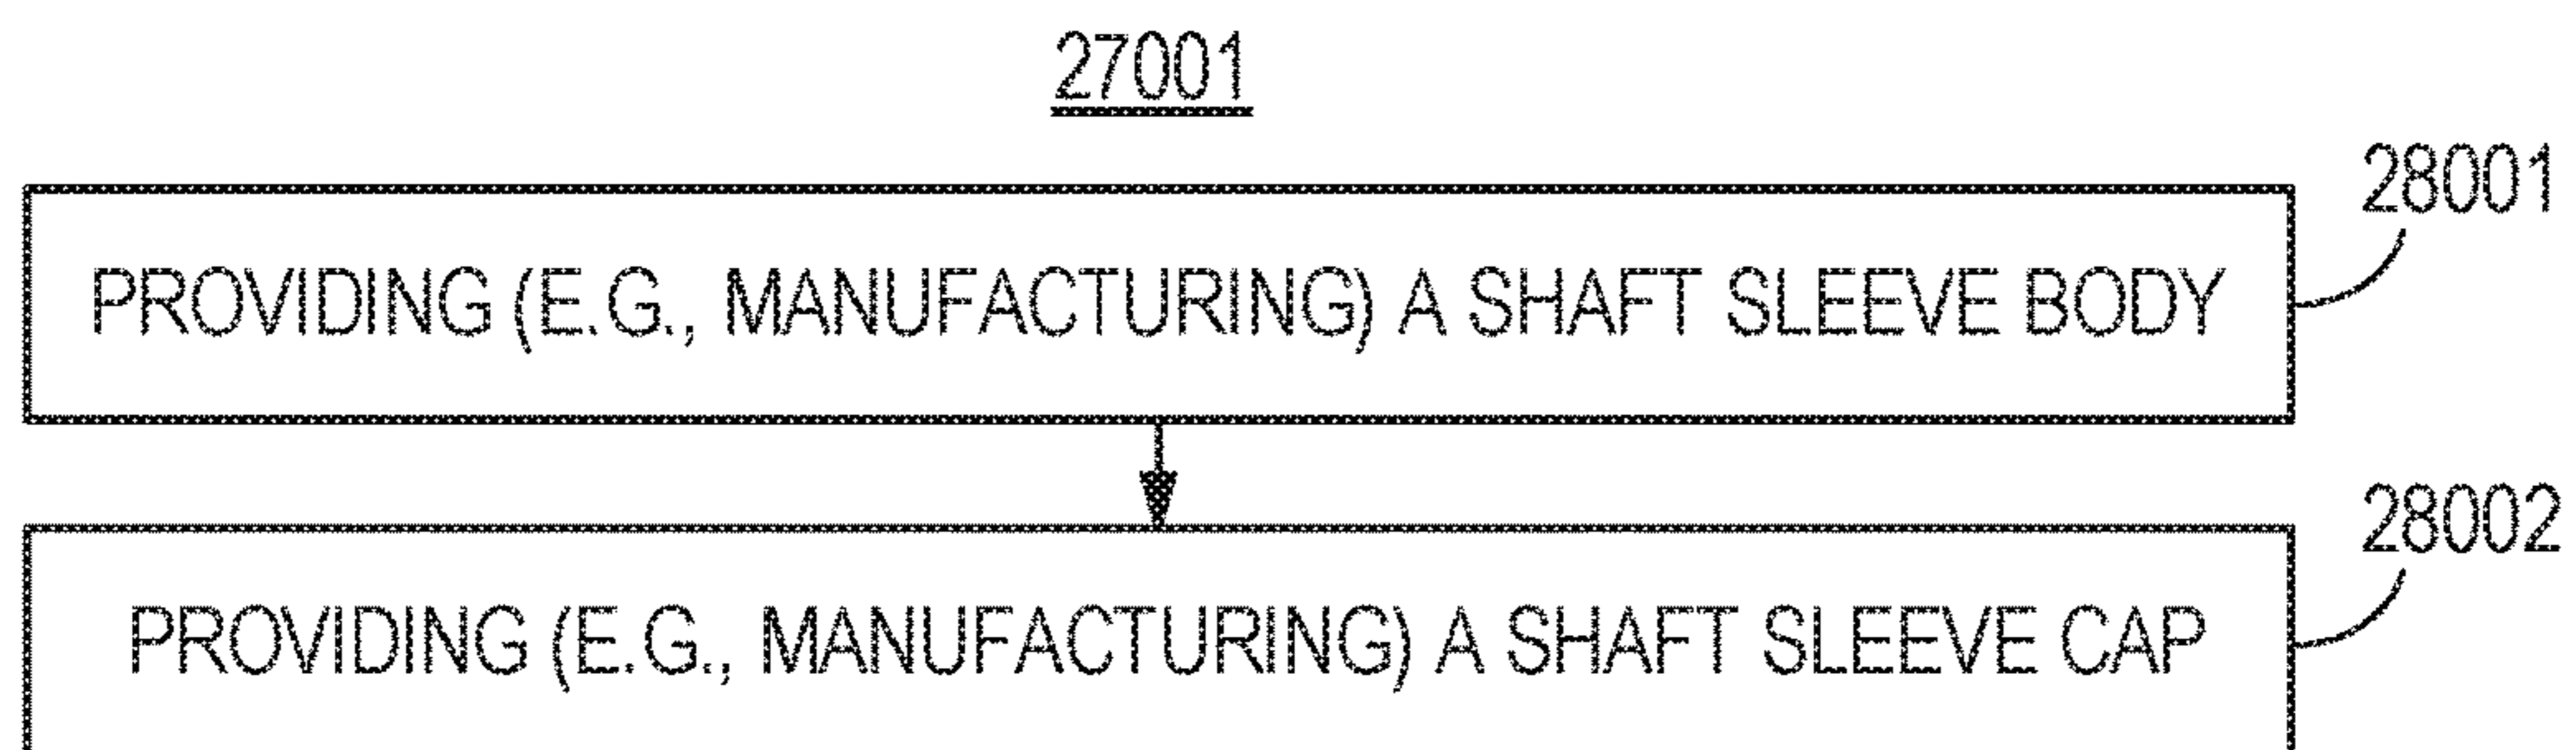 27001
28001
PROVIDING (E.G., MANUFACTURING) A SHAFT SLEEVE BODY
28002
PROVIDING (E.G., MANUFACTURING) A SHAFT SLEEVE CAP